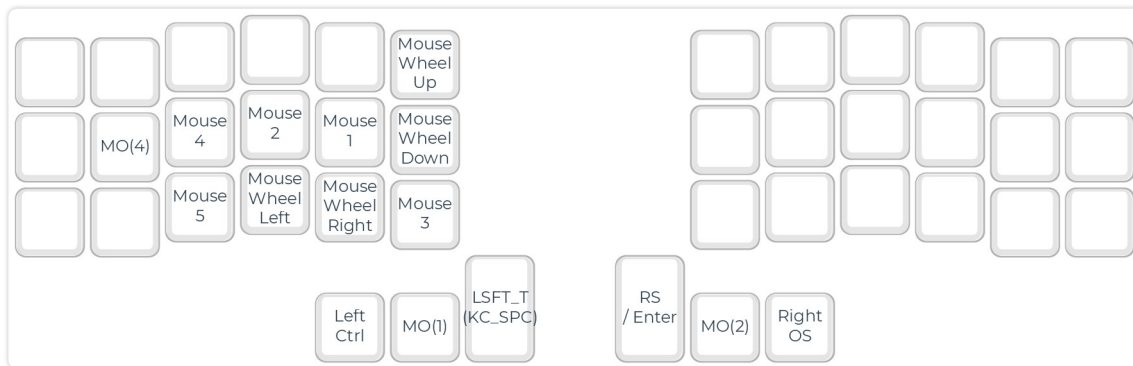 Mouse
Wheel
Up
MO(4)
Mouse
4
Mouse
2
Mouse
1
Mouse
Wheel
Down
Mouse
5
Mouse
Wheel
Left
Mouse
Wheel
Right
Mouse
3
Left
Ctrl
MO(1)
LSFT_T
(KC_SPC)
RS
/ Enter
MO(2)
Right
OS